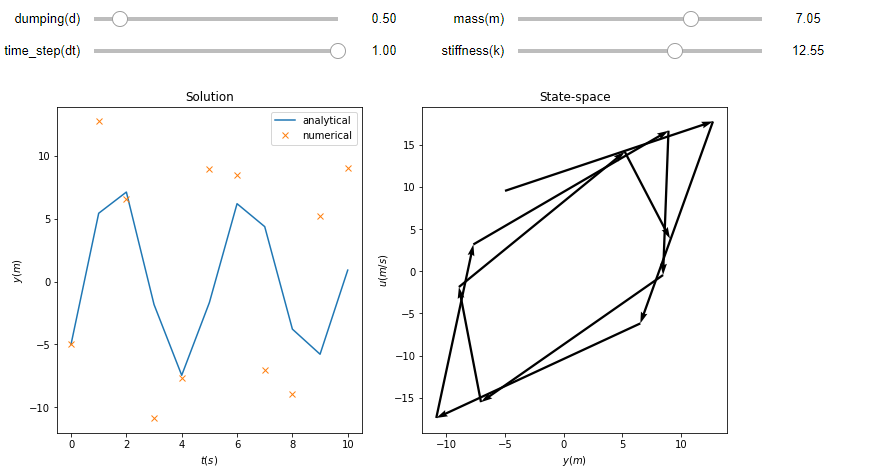 dumping(d) 0.50 mass(m) 7.05
time_step(dt) 1.00 stiffness(k) 12.55
Solution
analytical
numerical
10
5
0
−5
−10
y(m)
0 2 4 6 8 10
t(s)
State-space
15
10
5
0
−5
−10
−15
u(m/s)
−10 −5 0 5 10
y(m)